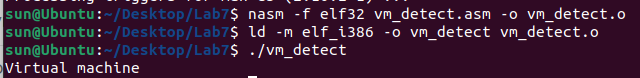 sun@Ubuntu:~/Desktop/Lab7$ nasm -f elf32 vm_detect.asm -o vm_detect.o
sun@Ubuntu:~/Desktop/Lab7$ ld -m elf_i386 -o vm_detect vm_detect.o
sun@Ubuntu:~/Desktop/Lab7$ ./vm_detect
Virtual machine